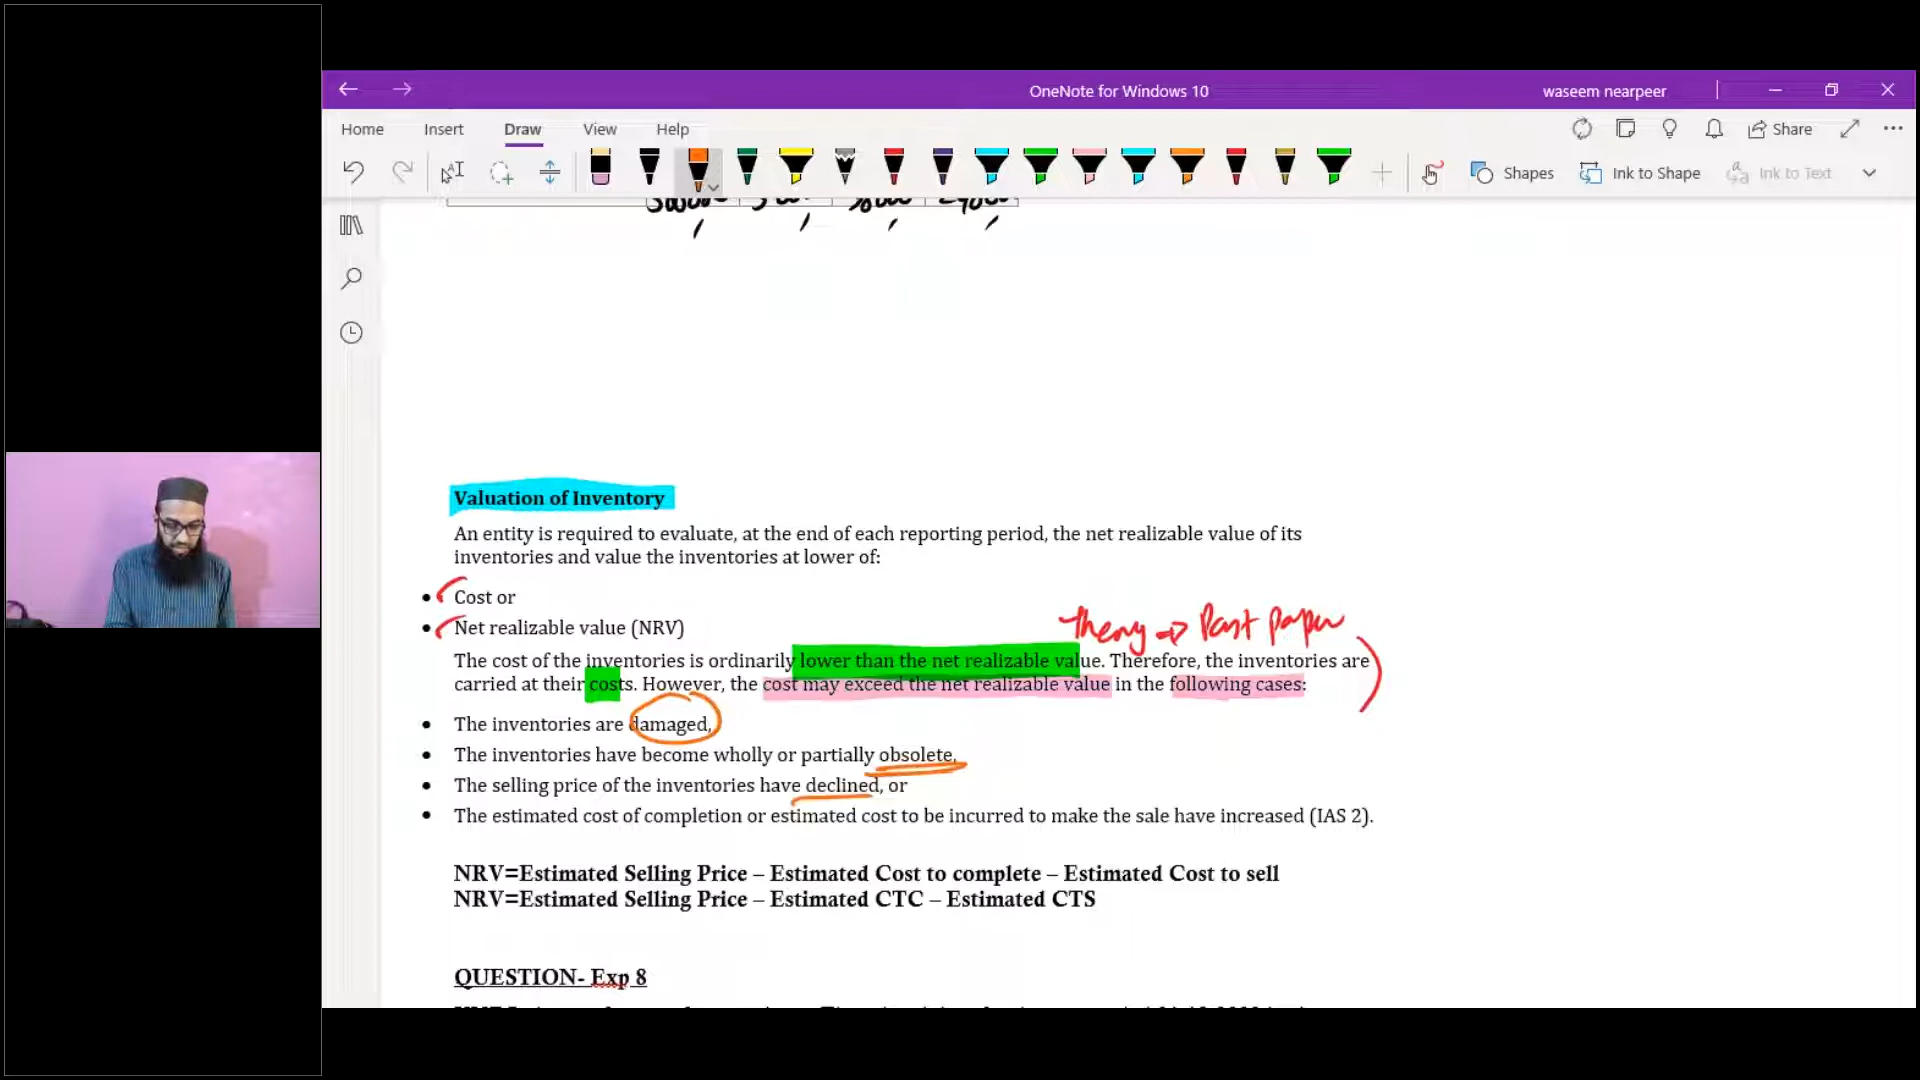 OneNote for Windows 10
waseem nearpeer
Home Insert Draw View Help
Share
Shapes Ink to Shape Ink to Text
Valuation of Inventory
An entity is required to evaluate, at the end of each reporting period, the net realizable value of its
inventories and value the inventories at lower of:
• Cost or
• Net realizable value (NRV)
theory → Past paper
The cost of the inventories is ordinarily lower than the net realizable value. Therefore, the inventories are
carried at their costs. However, the cost may exceed the net realizable value in the following cases:
• The inventories are damaged,
• The inventories have become wholly or partially obsolete,
• The selling price of the inventories have declined, or
• The estimated cost of completion or estimated cost to be incurred to make the sale have increased (IAS 2).
NRV=Estimated Selling Price – Estimated Cost to complete – Estimated Cost to sell
NRV=Estimated Selling Price – Estimated CTC – Estimated CTS
QUESTION- Exp 8